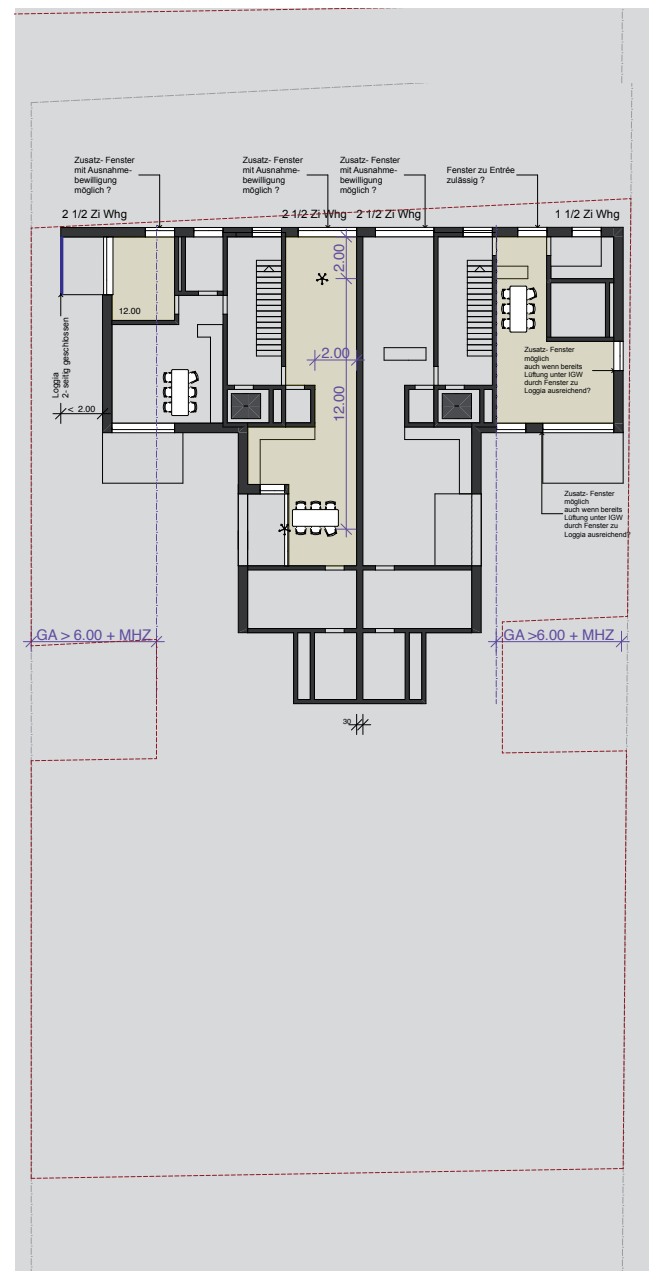 Zusatz- Fenster
mit Ausnahme-
bewilligung
möglich ?
Zusatz- Fenster
mit Ausnahme-
bewilligung
möglich ?
Zusatz- Fenster
mit Ausnahme-
bewilligung
möglich ?
Fenster zu Entrée
zulässig ?
2 1/2 Zi Whg
2 1/2 Zi Whg
2 1/2 Zi Whg
1 1/2 Zi Whg
2.00
12.00
2.00
12.00
Loggia
2- seitig geschlossen
< 2.00
Zusatz- Fenster
möglich
auch wenn bereits
Lüftung unter IGW
durch Fenster zu
Loggia ausreichend?
Zusatz- Fenster
möglich
auch wenn bereits
Lüftung unter IGW
durch Fenster zu
Loggia ausreichend?
GA > 6.00 + MHZ
GA >6.00 + MHZ
30